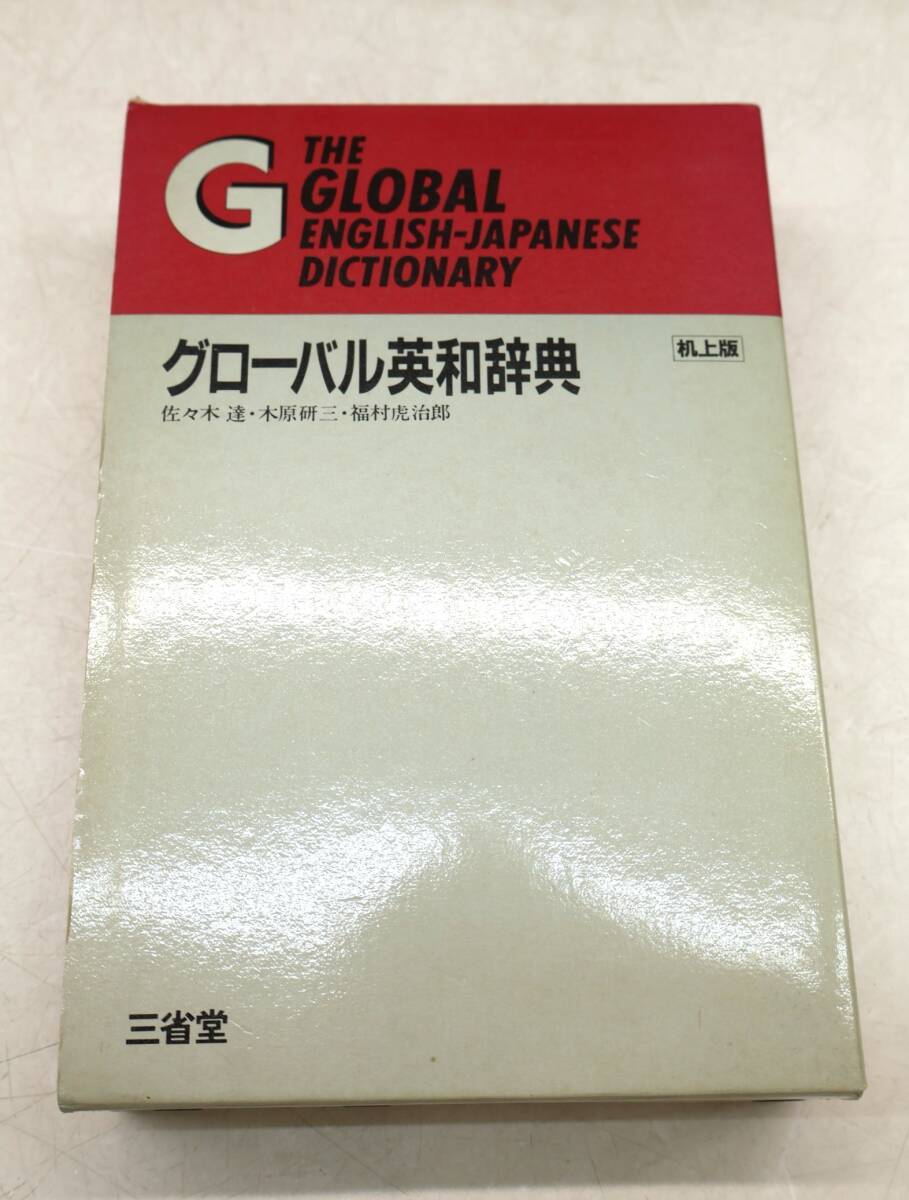 G
THE
GLOBAL
ENGLISH-JAPANESE
DICTIONARY
グローバル英和辞典
机上版
佐々木 達・木原研三・福村虎治郎
三省堂